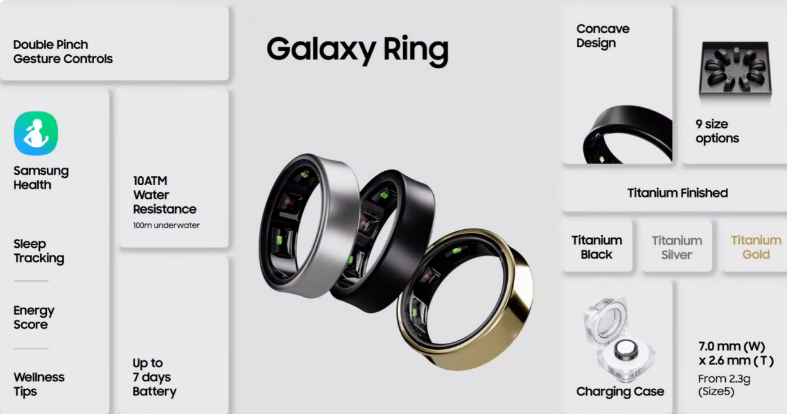 Double Pinch
Gesture Controls
Samsung
Health
Sleep
Tracking
Energy
Score
Wellness
Tips
10ATM
Water
Resistance
100m underwater
Up to
7 days
Battery
Galaxy Ring
Concave
Design
9 size
options
Titanium Finished
Titanium
Black
Titanium
Silver
Titanium
Gold
Charging Case
7.0 mm (W)
x 2.6 mm ( T )
From 2.3g
(Size5)